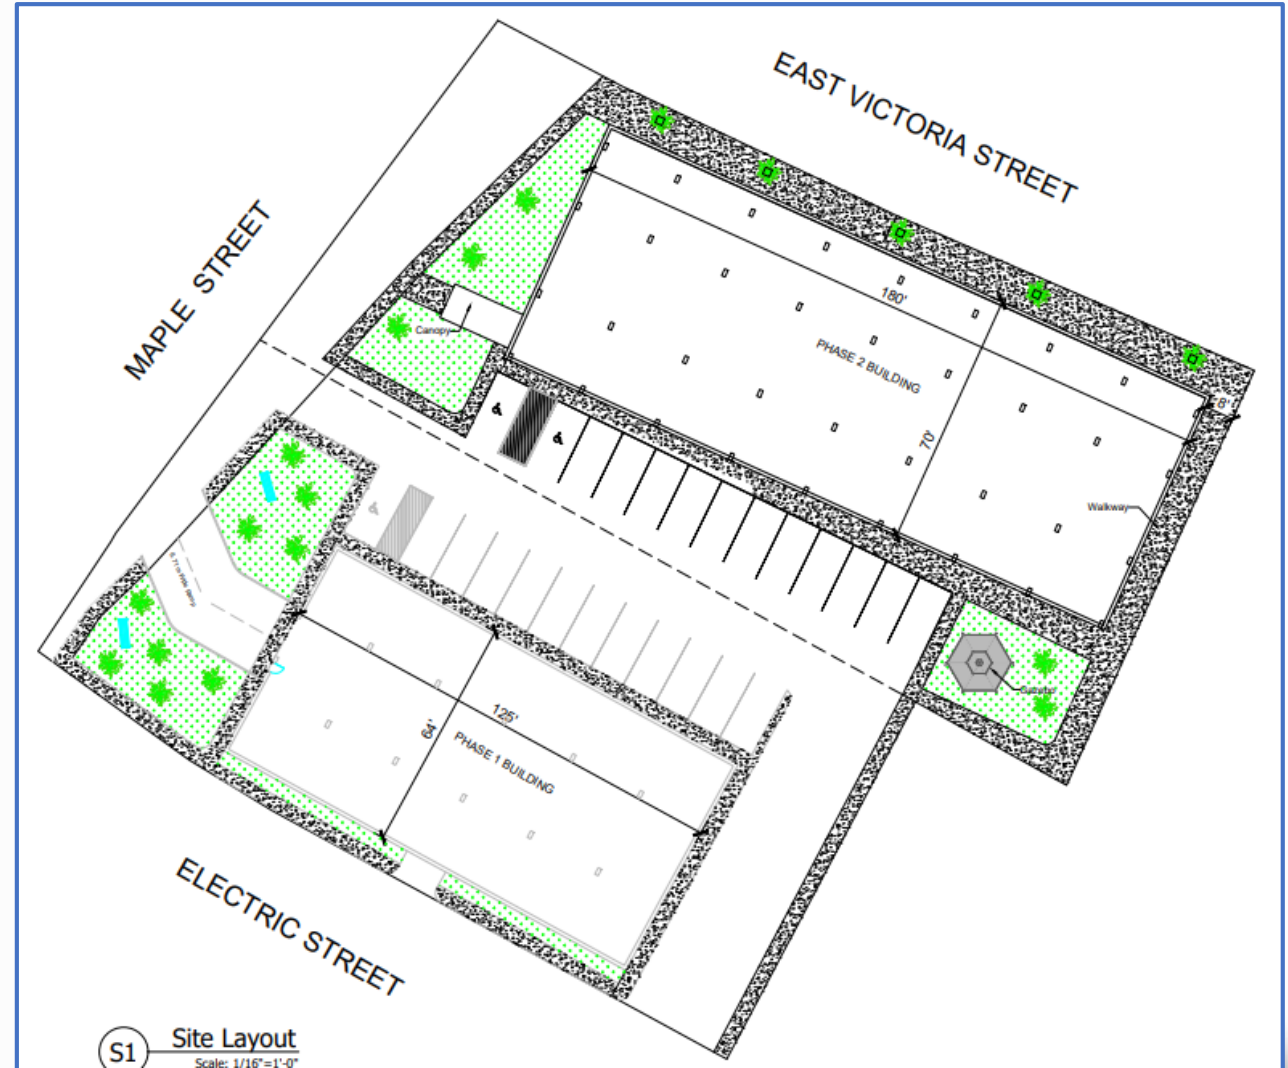 EAST VICTORIA STREET
MAPLE STREET
180'
Canopy
PHASE 2 BUILDING
8'
70'
Walkway
Gazebo
125'
64'
PHASE 1 BUILDING
ELECTRIC STREET
S1
Site Layout
Scale: 1/16"=1'-0"